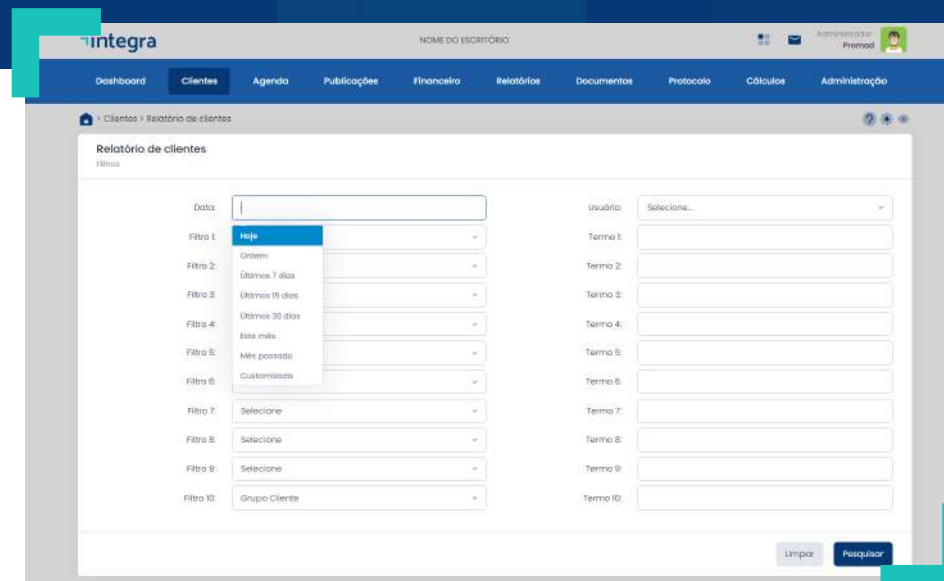 integra
NOME DO ESCRITÓRIO
Administrador
Promad
Dashboard Clientes Agenda Publicações Financeiro Relatórios Documentos Protocolo Cálculos Administração
> Clientes > Relatório de clientes
Relatório de clientes
Filtros
Data: Usuário: Selecione...
Hoje
Filtro 1: Termo 1:
Ontem
Filtro 2: Termo 2:
Últimos 7 dias
Filtro 3: Últimos 15 dias Termo 3:
Últimos 30 dias
Filtro 4: Termo 4:
Este mês
Filtro 5: Mês passado Termo 5:
Customizado
Filtro 6: Termo 6:
Filtro 7: Selecione Termo 7:
Filtro 8: Selecione Termo 8:
Filtro 9: Selecione Termo 9:
Filtro 10: Grupo Cliente Termo 10:
Limpar Pesquisar